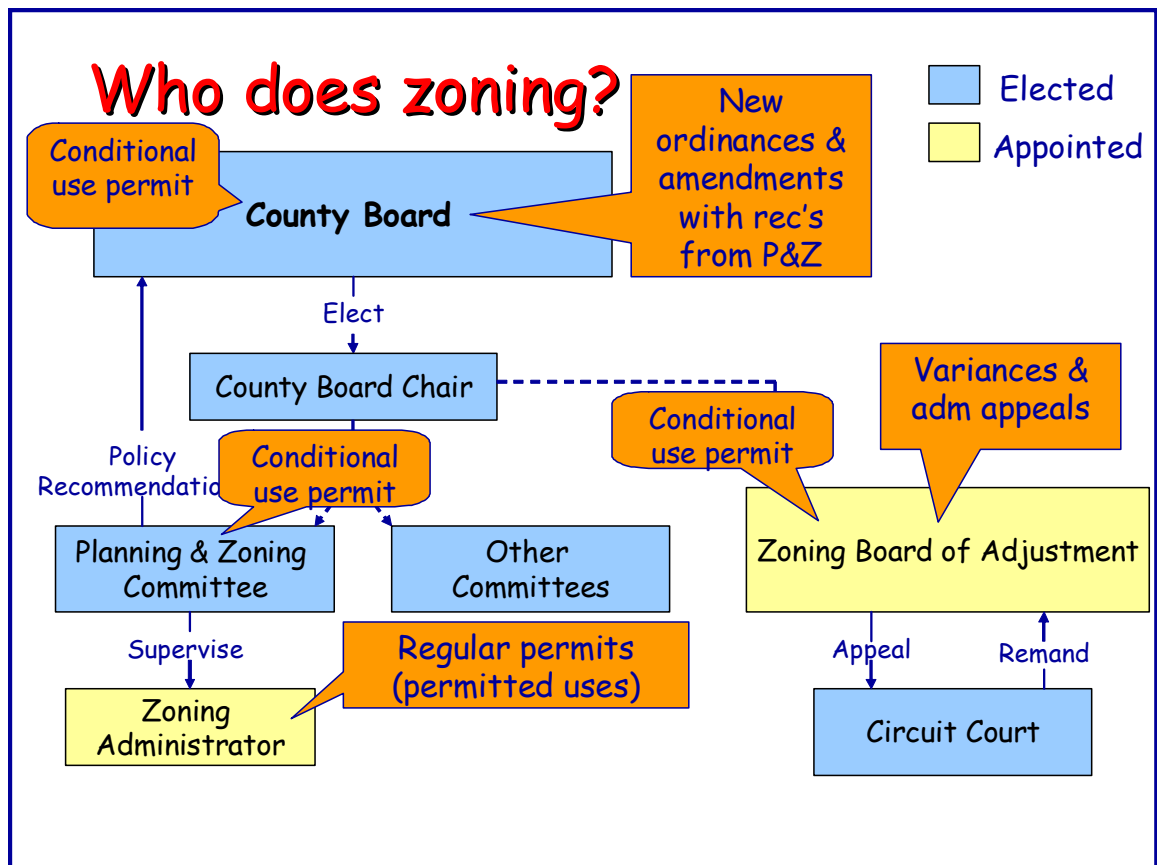 Who does zoning?
Elected
Appointed
Conditional
use permit
County Board
New
ordinances &
amendments
with rec's
from P&Z
Elect
County Board Chair
Variances &
adm appeals
Conditional
use permit
Policy
Recommendatio
Conditional
use permit
Planning & Zoning
Committee
Other
Committees
Zoning Board of Adjustment
Supervise
Regular permits
(permitted uses)
Appeal
Remand
Zoning
Administrator
Circuit Court